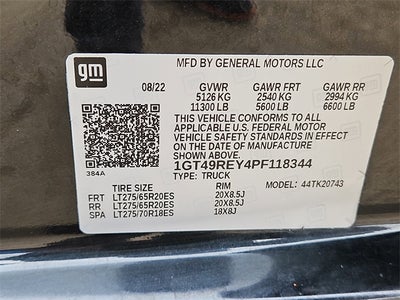 gm
MFD BY GENERAL MOTORS LLC
08/22 GVWR GAWR FRT GAWR RR
5126 KG 2540 KG 2994 KG
11300 LB 5600 LB 6600 LB
THIS VEHICLE CONFORMS TO ALL
APPLICABLE U.S. FEDERAL MOTOR
VEHICLE SAFETY STANDARDS IN EFFECT
ON THE DATE OF MANUFACTURE
SHOWN ABOVE.
1GT49REY4PF118344
384A TYPE: TRUCK
TIRE SIZE RIM MODEL: 44TK20743
FRT LT275/65R20ES 20X8.5J
RR LT275/65R20ES 20X8.5J
SPA LT275/70R18ES 18X8J